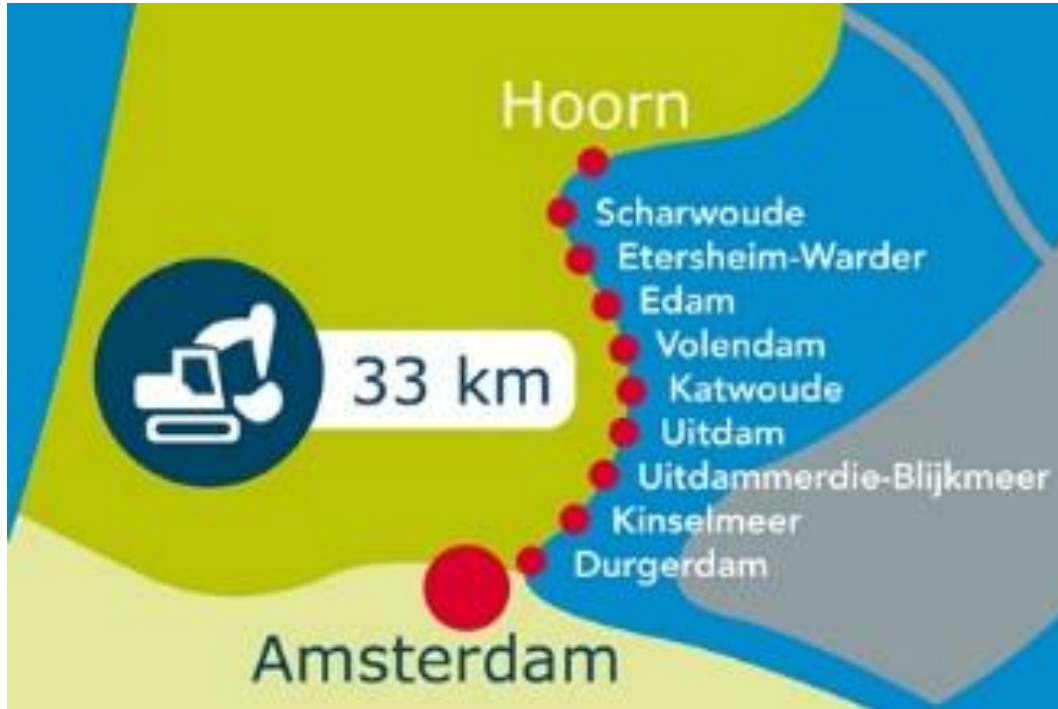 Hoorn
Scharwoude
Etersheim-Warder
Edam
Volendam
33 km
Katwoude
Uitdam
Uitdammerdie-Blijkmeer
Kinselmeer
Durgerdam
Amsterdam